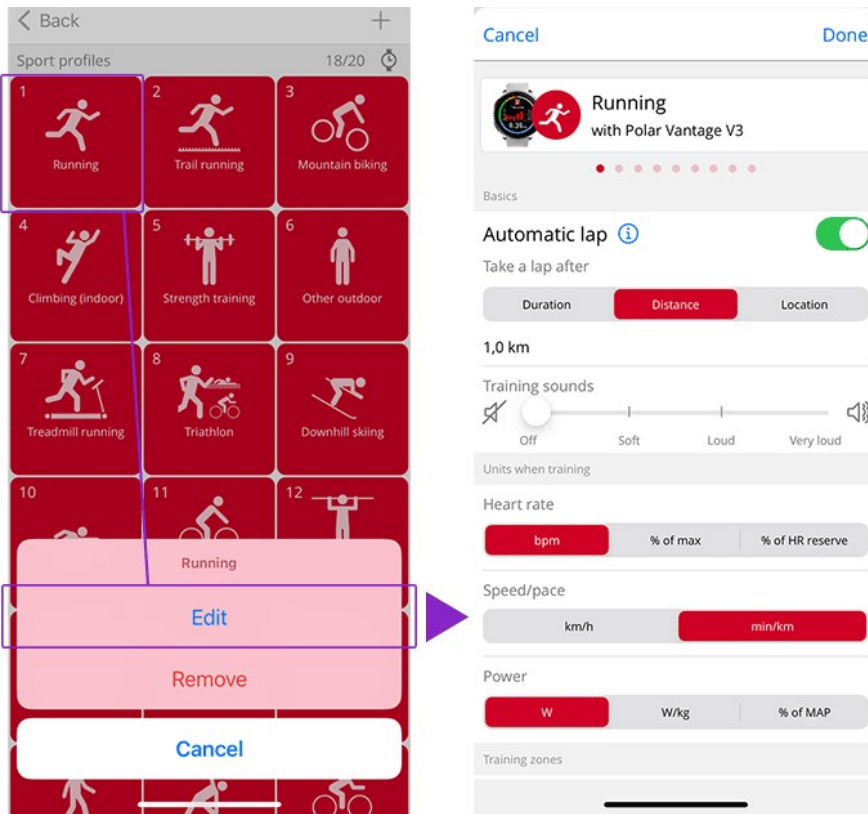 Back
Sport profiles 18/20
1 2 3
Running Trail running Mountain biking
4 5 6
Climbing (indoor) Strength training Other outdoor
7 8 9
Treadmill running Triathlon Downhill skiing
10 11 12
Running
Edit
Remove
Cancel
Cancel Done
Running
with Polar Vantage V3
Basics
Automatic lap
Take a lap after
Duration Distance Location
1,0 km
Training sounds
Off Soft Loud Very loud
Units when training
Heart rate
bpm % of max % of HR reserve
Speed/pace
km/h min/km
Power
W W/kg % of MAP
Training zones